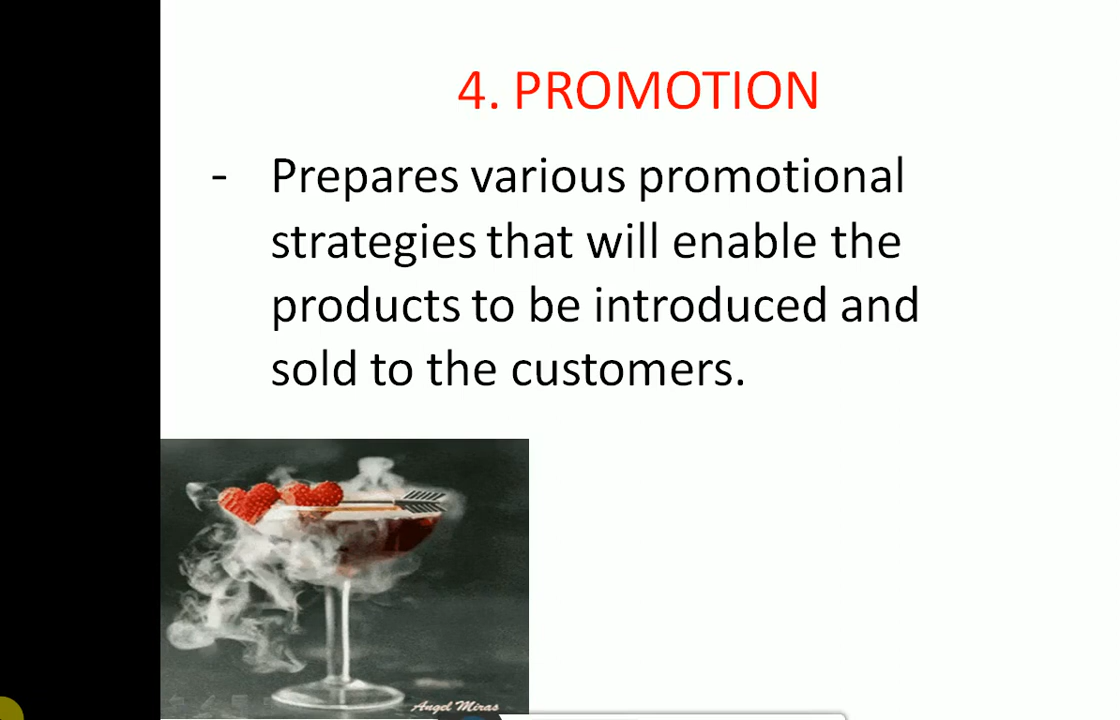 4. PROMOTION
- Prepares various promotional
strategies that will enable the
products to be introduced and
sold to the customers.
Angel Miras